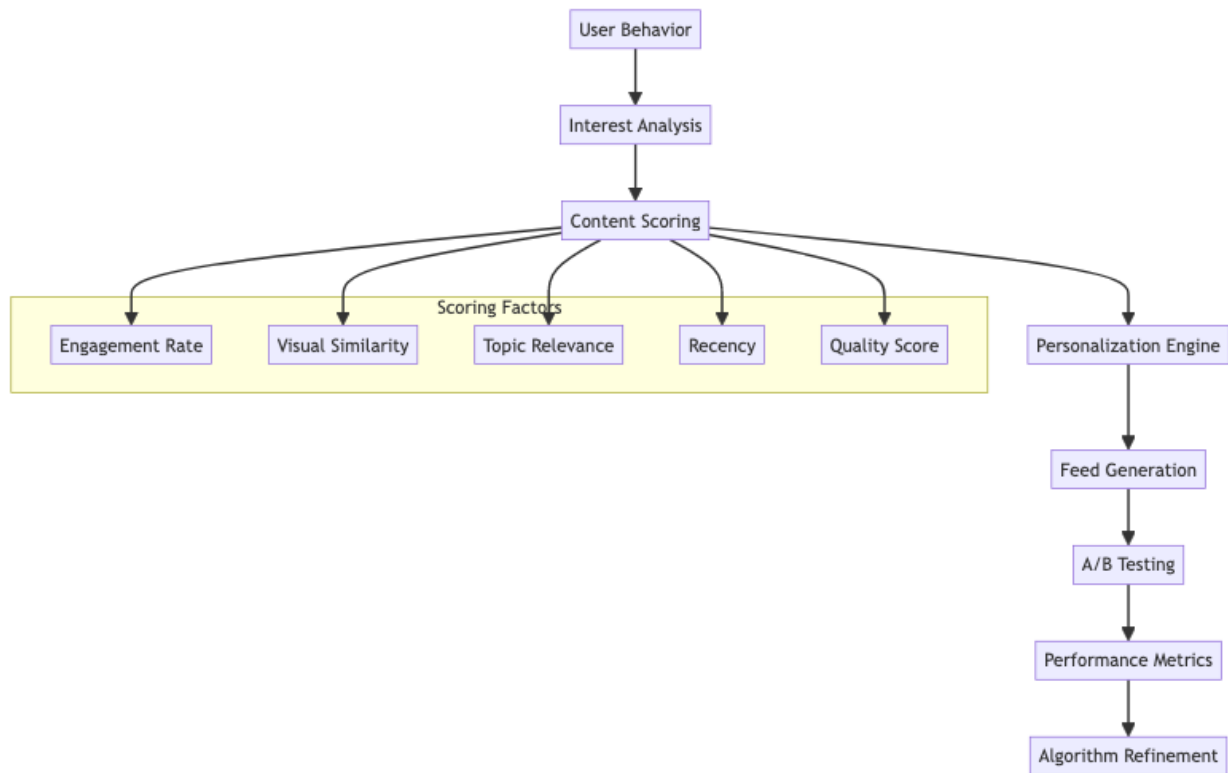 User Behavior
Interest Analysis
Content Scoring
Scoring Factors
Engagement Rate
Visual Similarity
Topic Relevance
Recency
Quality Score
Personalization Engine
Feed Generation
A/B Testing
Performance Metrics
Algorithm Refinement